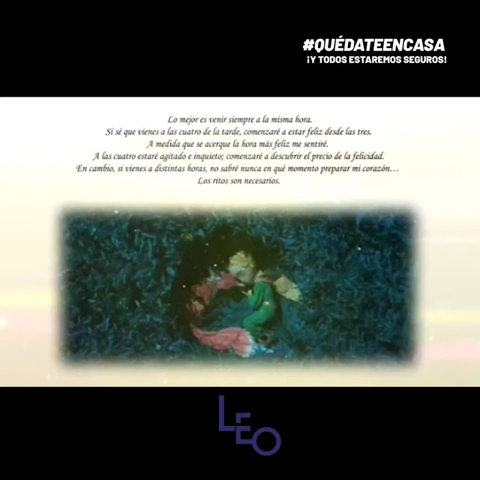 #QUÉDATEENCASA
¡Y TODOS ESTAREMOS SEGUROS!
Lo mejor es venir siempre a la misma hora.
Si sé que vienes a las cuatro de la tarde, comenzaré a estar feliz desde las tres.
A medida que se acerque la hora más feliz me sentiré.
A las cuatro estaré agitado e inquieto; comenzaré a descubrir el precio de la felicidad.
En cambio, si vienes a distintas horas, no sabré nunca en qué momento preparar mi corazón…
Los ritos son necesarios.
LEO